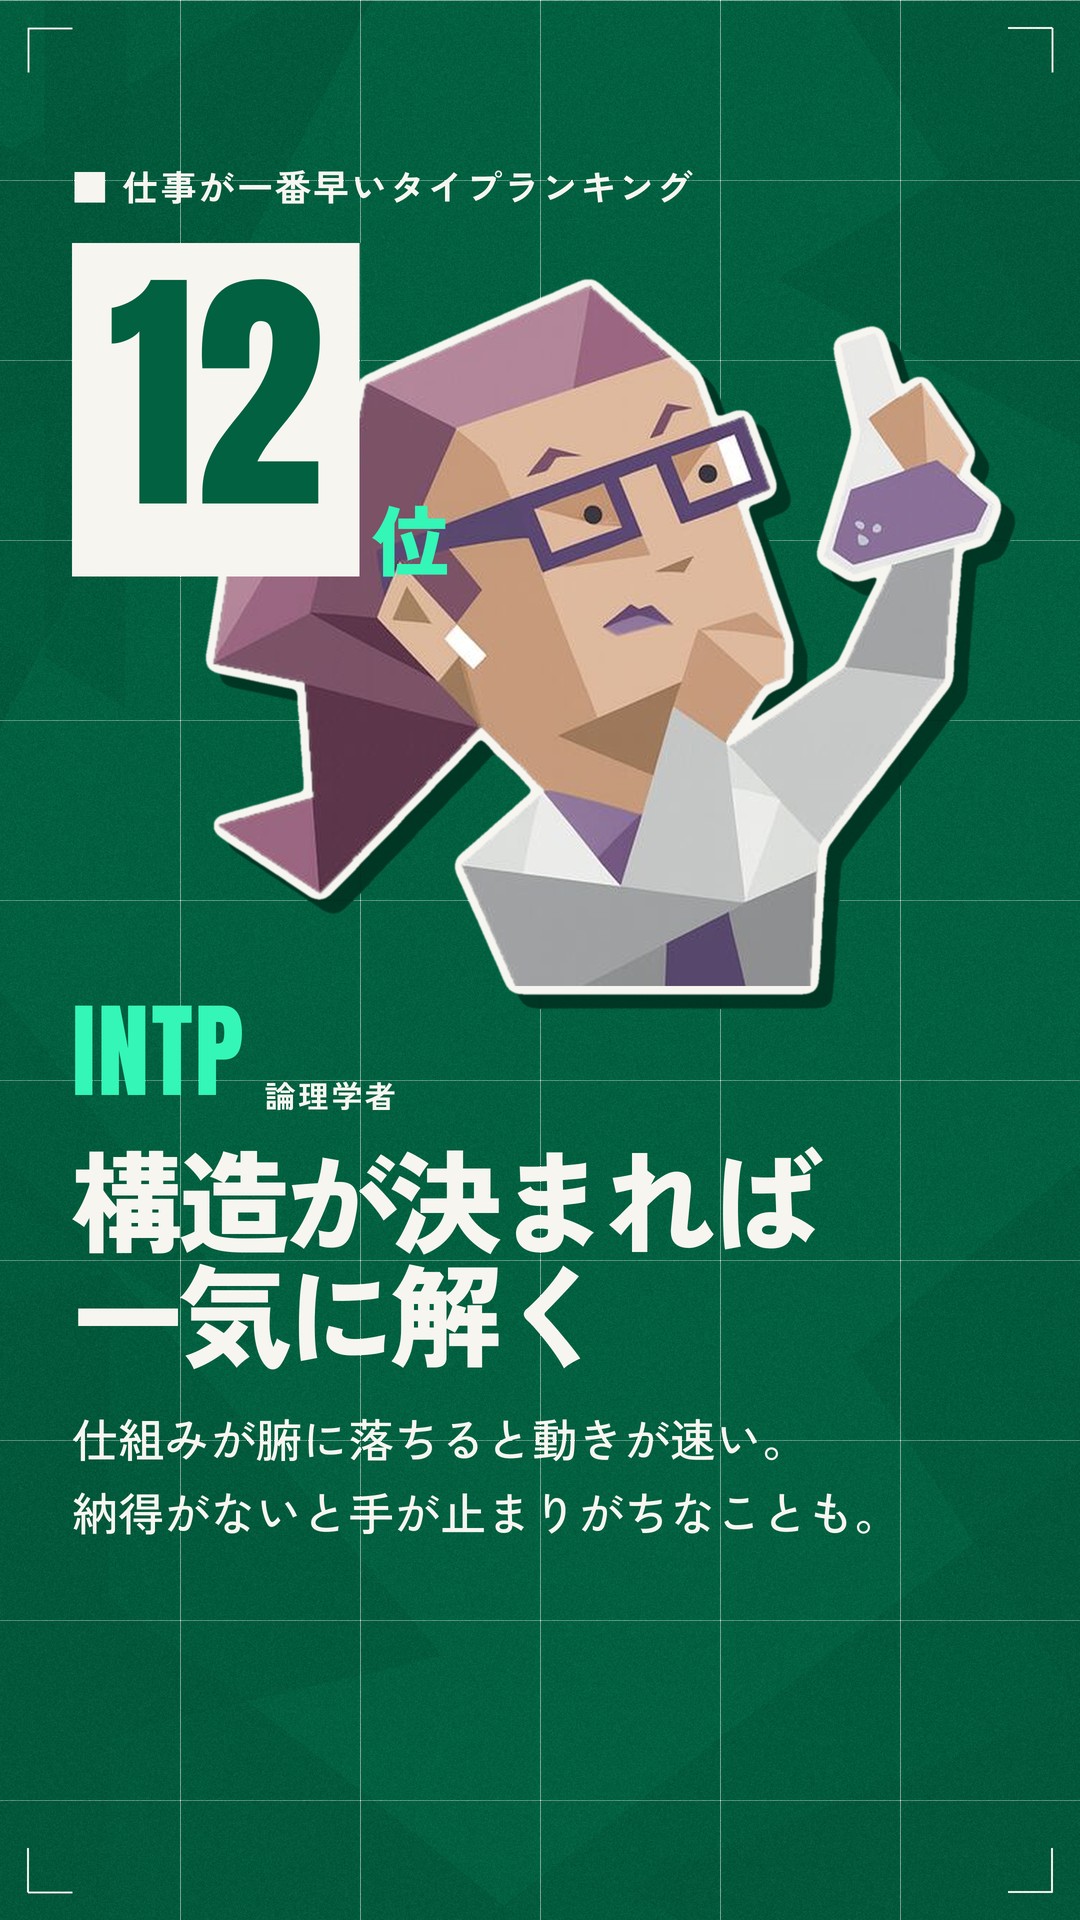 ■ 仕事が一番早いタイプランキング
12
位
INTP
論理学者
構造が決まれば
一気に解く
仕組みが腑に落ちると動きが速い。
納得がないと手が止まりがちなことも。